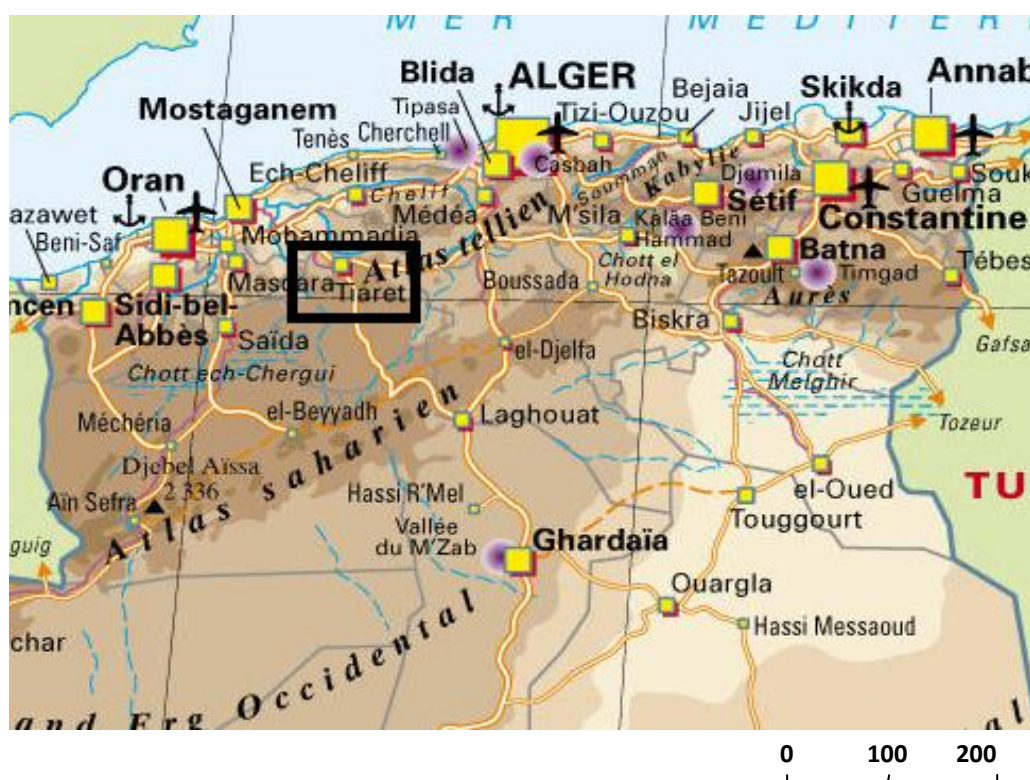 MER MEDITER
ALGER
Annab
Blida
Skikda
Bejaia
Tipasa
Mostaganem
Tizi-Ouzou
Jijel
Tenès
Cherchell
Casbah
Soummam
Kabylie
Djemila
Souk
Ech-Cheliff
Cheliff
Guelma
Oran
Médéa
M'sila
Sétif
Constantine
azawet
Beni-Saf
Mohammadia
Atlas tellien
Kalâa Beni
Hammad
Batna
Chott el
Hodna
Tazoult
Timgad
Tébes
Mascara
Tiaret
Boussada
Aurès
ncen
Sidi-bel-
Abbès
Saïda
Biskra
el-Djelfa
Gafsa
Chott ech-Chergui
Chott
Melghir
Méchéria
el-Beyyadh
Laghouat
Tozeur
Djebel Aïssa
2 336
Atlas saharien
Aïn Sefra
Hassi R'Mel
el-Oued
TU
Touggourt
Vallée
du M'Zab
Ghardaïa
guig
Ouargla
char
Hassi Messaoud
and Erg Occidental
al
0 100 200